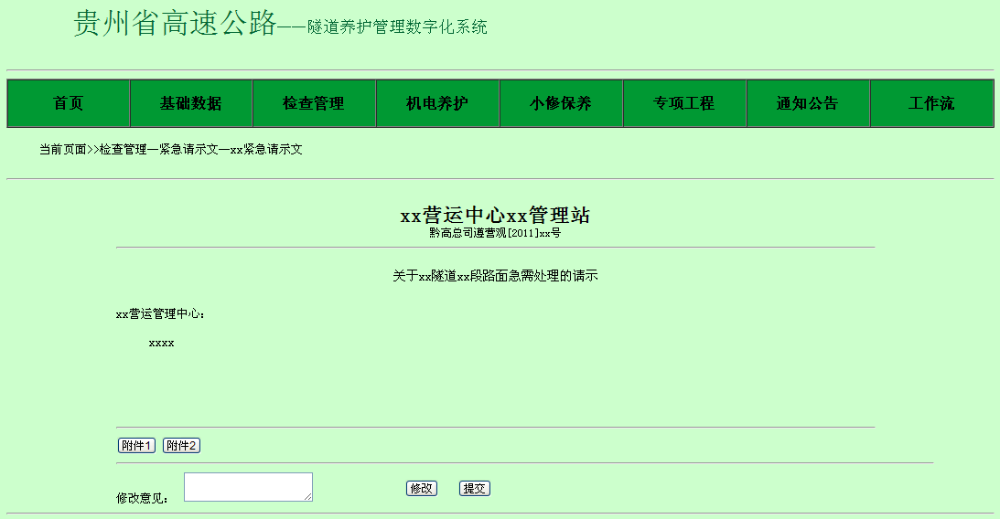 贵州省高速公路——隧道养护管理数字化系统
首页 基础数据 检查管理 机电养护 小修保养 专项工程 通知公告 工作流
当前页面>>检查管理—紧急请示文—xx紧急请示文
xx营运中心xx管理站
黔高总司遵营观[2011]xx号
关于xx隧道xx段路面急需处理的请示
xx营运管理中心：
xxxx
附件1 附件2
修改意见： 修改 提交